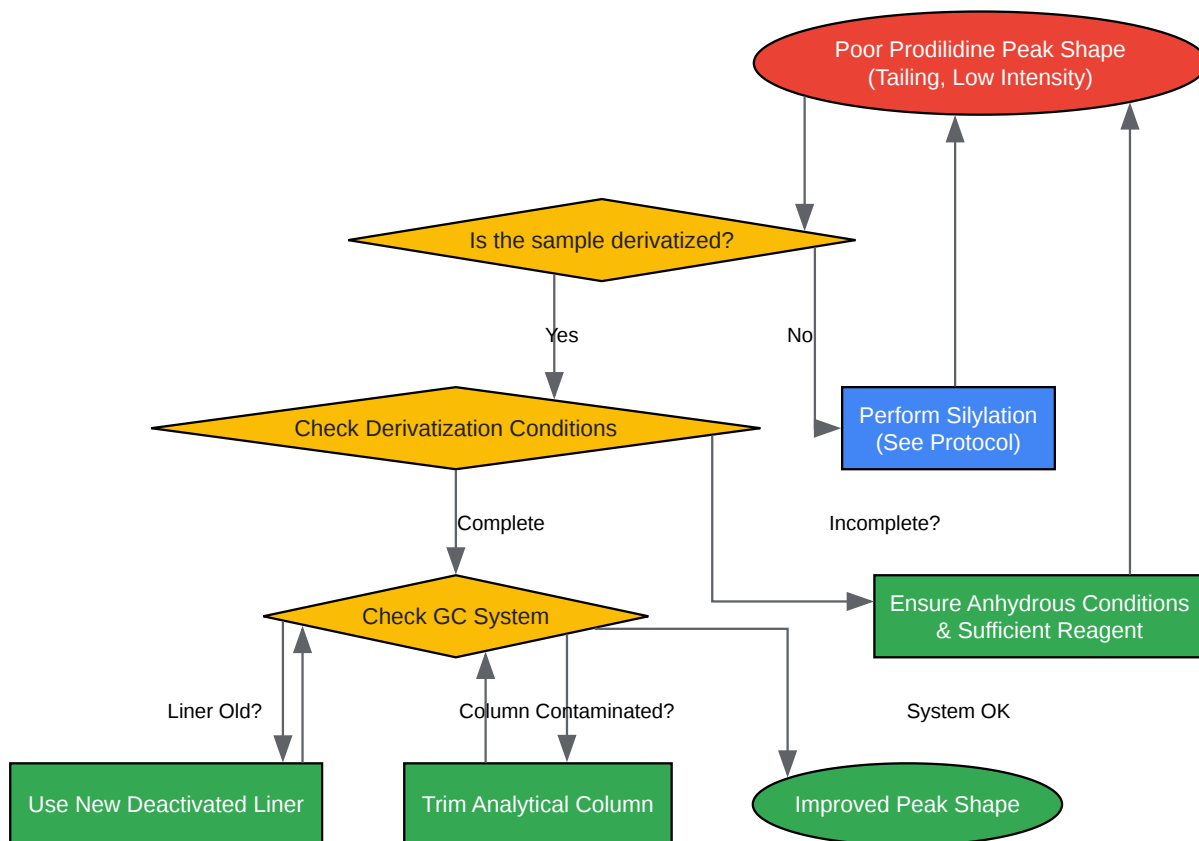 Poor Prodilidine Peak Shape
(Tailing, Low Intensity)
Is the sample derivatized?
Yes
No
Check Derivatization Conditions
Perform Silylation
(See Protocol)
Complete
Incomplete?
Check GC System
Ensure Anhydrous Conditions
& Sufficient Reagent
Liner Old?
Column Contaminated?
System OK
Use New Deactivated Liner
Trim Analytical Column
Improved Peak Shape